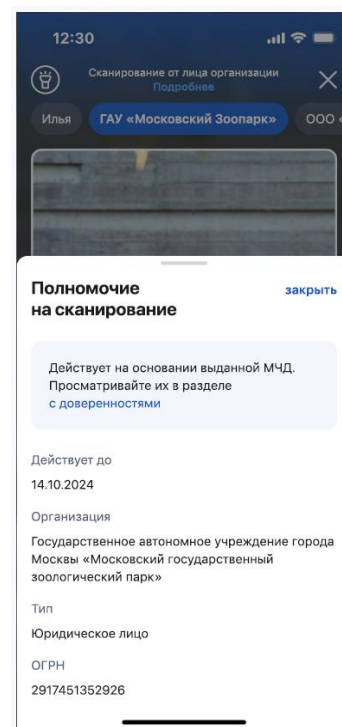 12:30
Сканирование от лица организации
Подробнее
Илья
ГАУ «Московский Зоопарк»
ООО «
Полномочие
на сканирование
закрыть
Действует на основании выданной МЧД.
Просматривайте их в разделе
с доверенностями
Действует до
14.10.2024
Организация
Государственное автономное учреждение города
Москвы «Московский государственный
зоологический парк»
Тип
Юридическое лицо
ОГРН
2917451352926